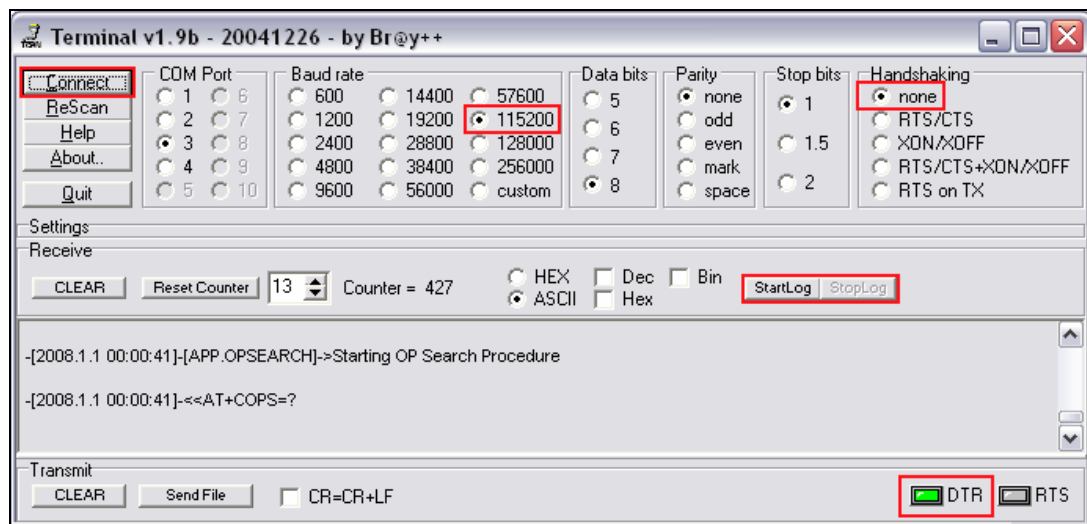 Terminal v1.9b - 20041226 - by Br@y++
Connect
ReScan
Help
About..
Quit
COM Port
1 6
2 7
3 8
4 9
5 10
Baud rate
600 14400 57600
1200 19200 115200
2400 28800 128000
4800 38400 256000
9600 56000 custom
Data bits
5
6
7
8
Parity
none
odd
even
mark
space
Stop bits
1
1.5
2
Handshaking
none
RTS/CTS
XON/XOFF
RTS/CTS+XON/XOFF
RTS on TX
Settings
Receive
CLEAR Reset Counter 13 Counter = 427 HEX Dec Bin StartLog StopLog
ASCII Hex
-[2008.1.1 00:00:41]-[APP.OPSEARCH]->Starting OP Search Procedure
-[2008.1.1 00:00:41]-<<AT+COPS=?
Transmit
CLEAR Send File CR=CR+LF DTR RTS